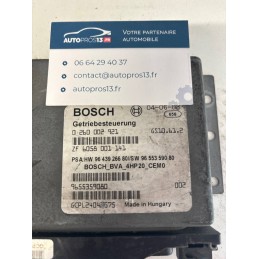 AUTOPROS13
VOTRE PARTENAIRE
AUTOMOBILE
06 64 29 40 37
contact@autopros13.fr
autopros13.fr
BOSCH
Getriebesteuerung
0 260 002 921
ZF 6058 001 141
PSA HW 96 439 266 80/SW 96 553 590 80
BOSCH_BVA_4HP20_CEM0
9655359080
002
Made in Hungary